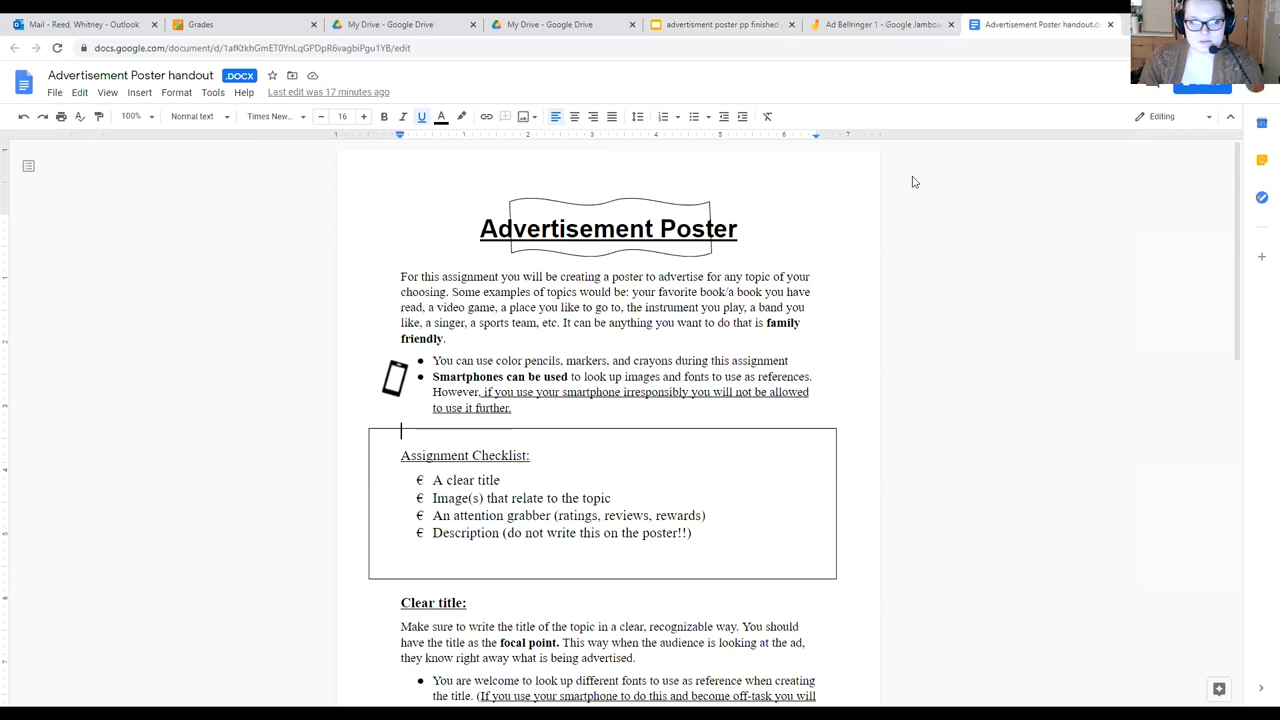 Mail - Reed, Whitney - Outlook
Grades
My Drive - Google Drive
My Drive - Google Drive
advertisment poster pp finished
Ad Bellringer 1 - Google Jamboa
Advertisement Poster handout.d
docs.google.com/document/d/1afKtkhGmET0YnLqGPDpR6vagbiPgu1YB/edit
Advertisement Poster handout .DOCX
File Edit View Insert Format Tools Help Last edit was 17 minutes ago
100% Normal text Times New... 16 B I U A Editing
1 1 2 3 4 5 6 7
Advertisement Poster
For this assignment you will be creating a poster to advertise for any topic of your
choosing. Some examples of topics would be: your favorite book/a book you have
read, a video game, a place you like to go to, the instrument you play, a band you
like, a singer, a sports team, etc. It can be anything you want to do that is family
friendly.
● You can use color pencils, markers, and crayons during this assignment
● Smartphones can be used to look up images and fonts to use as references.
However, if you use your smartphone irresponsibly you will not be allowed
to use it further.
Assignment Checklist:
€ A clear title
€ Image(s) that relate to the topic
€ An attention grabber (ratings, reviews, rewards)
€ Description (do not write this on the poster!!)
Clear title:
Make sure to write the title of the topic in a clear, recognizable way. You should
have the title as the focal point. This way when the audience is looking at the ad,
they know right away what is being advertised.
● You are welcome to look up different fonts to use as reference when creating
the title. (If you use your smartphone to do this and become off-task you will